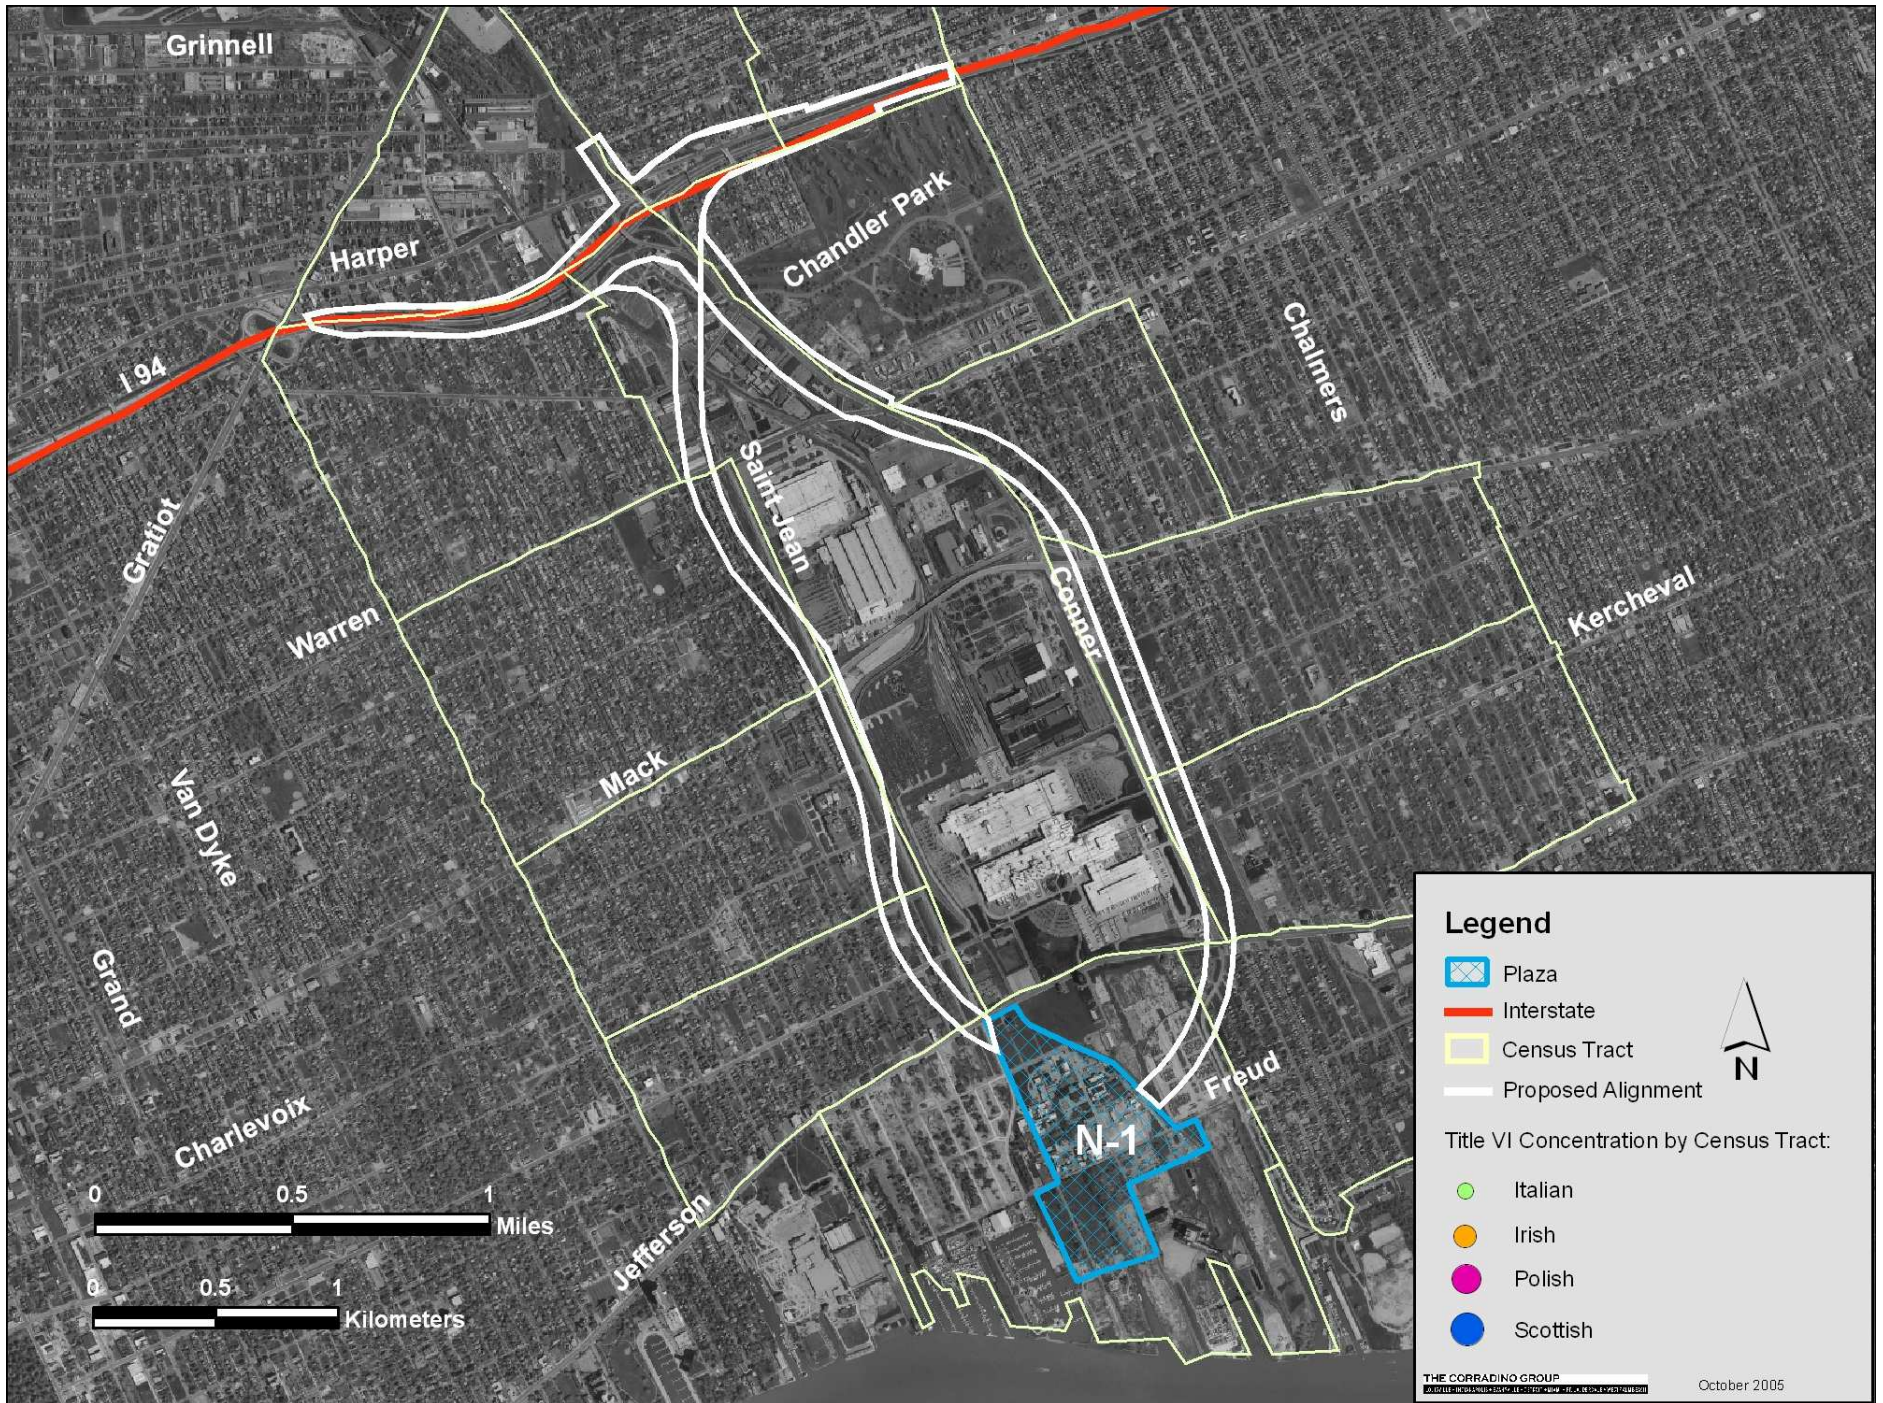 Grinnell
Harper
Chandler Park
I 94
Chalmers
Saint Jean
Gratiot
Warren
Conner
Kercheval
Mack
Van Dyke
Grand
Freud
N-1
Charlevoix
Jefferson
0 0.5 1
Miles
0 0.5 1
Kilometers
Legend
Plaza
Interstate
Census Tract
Proposed Alignment
N
Title VI Concentration by Census Tract:
Italian
Irish
Polish
Scottish
THE CORRADINO GROUP
October 2005